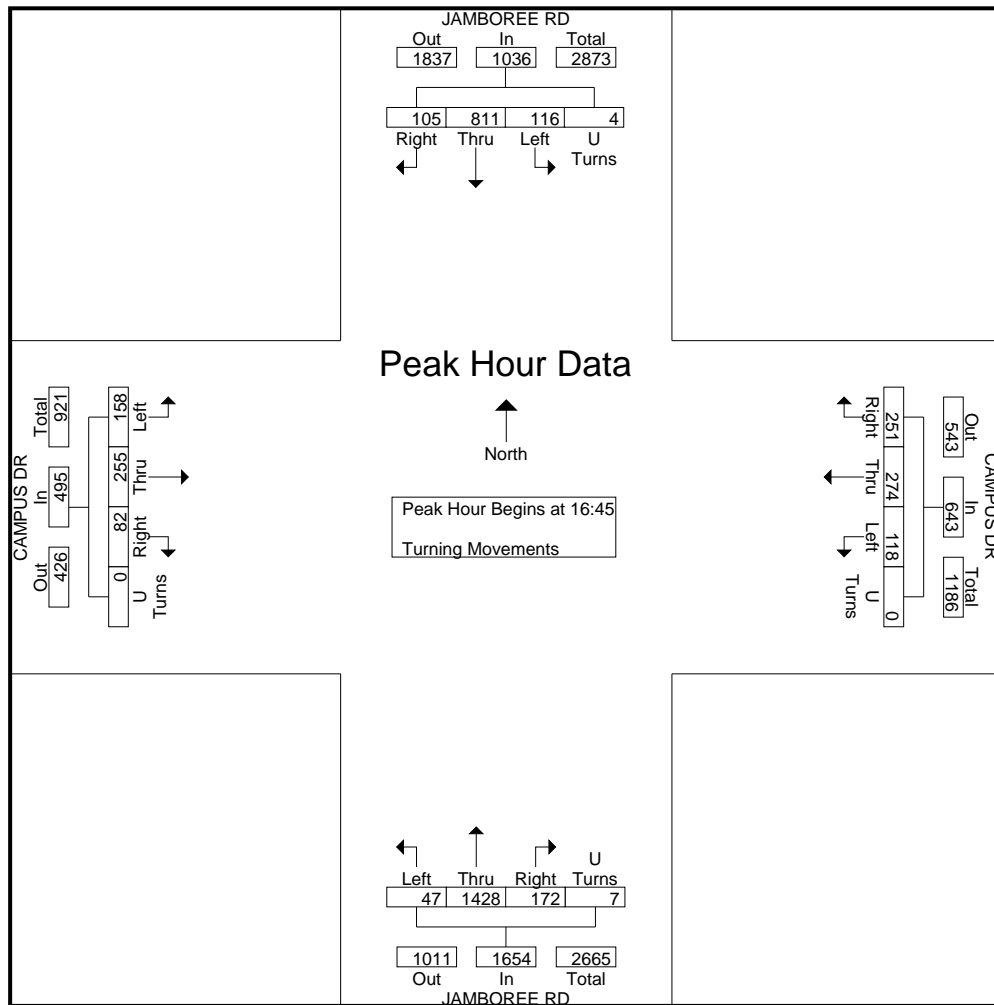 JAMBOREE RD
Out In Total
1837 1036 2873
105 811 116 4
Right Thru Left U
Turns
Peak Hour Data
North
Peak Hour Begins at 16:45
Turning Movements
CAMPUS DR
Total In Out
921 495 426
158 255 82 0
Left Thru Right U
Turns
CAMPUS DR
Out In Total
543 643 1186
251 274 118 0
Right Thru Left U
Turns
U
Left Thru Right Turns
47 1428 172 7
1011 1654 2665
Out In Total
JAMBOREE RD